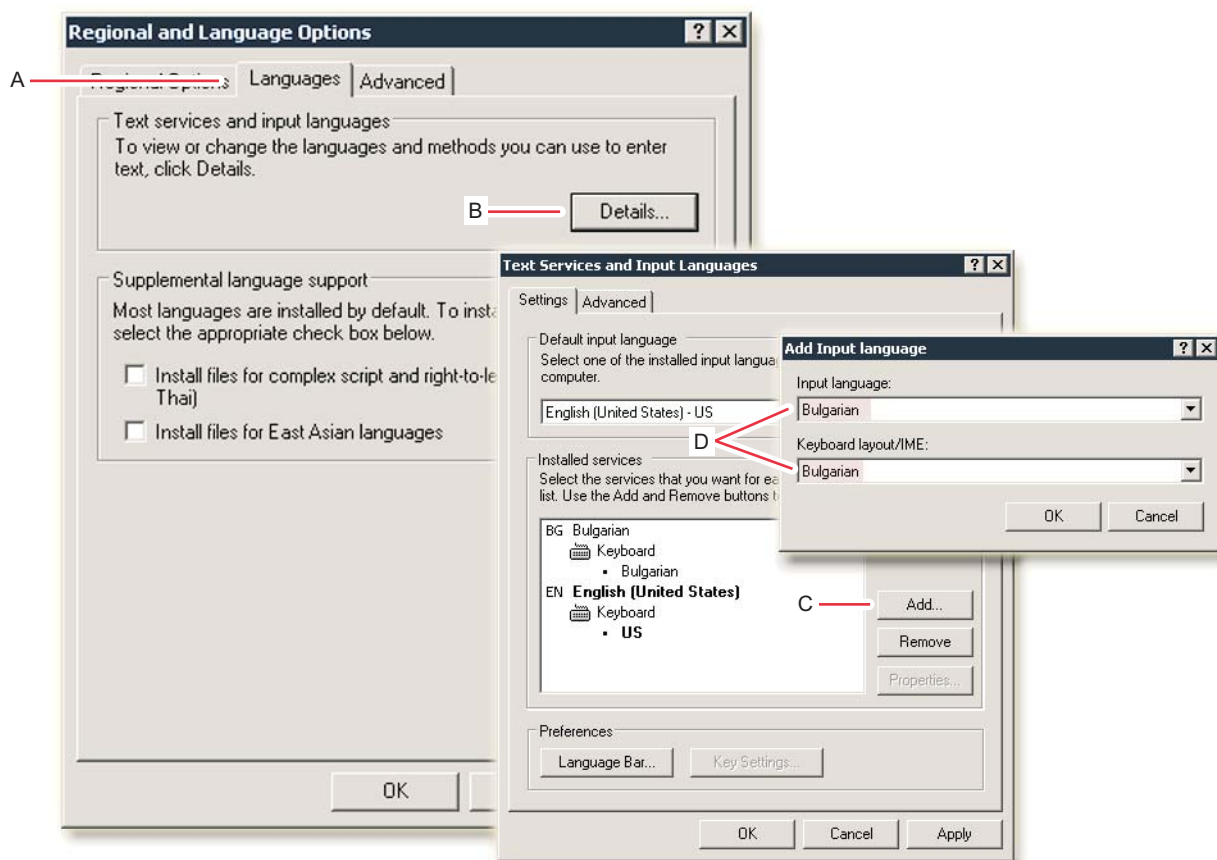 Regional and Language Options
A
Regional Options Languages Advanced
Text services and input languages
To view or change the languages and methods you can use to enter
text, click Details.
B
Details...
Supplemental language support
Most languages are installed by default. To insta
select the appropriate check box below.
Install files for complex script and right-to-le
Thai)
Install files for East Asian languages
OK
Text Services and Input Languages
Settings Advanced
Default input language
Select one of the installed input langua
computer.
English (United States) - US
Installed services
Select the services that you want for ea
list. Use the Add and Remove buttons t
BG Bulgarian
Keyboard
• Bulgarian
EN English (United States)
Keyboard
• US
C
Add...
Remove
Properties...
Preferences
Language Bar...
Key Settings...
OK
Cancel
Apply
Add Input language
Input language:
Bulgarian
D
Keyboard layout/IME:
Bulgarian
OK
Cancel